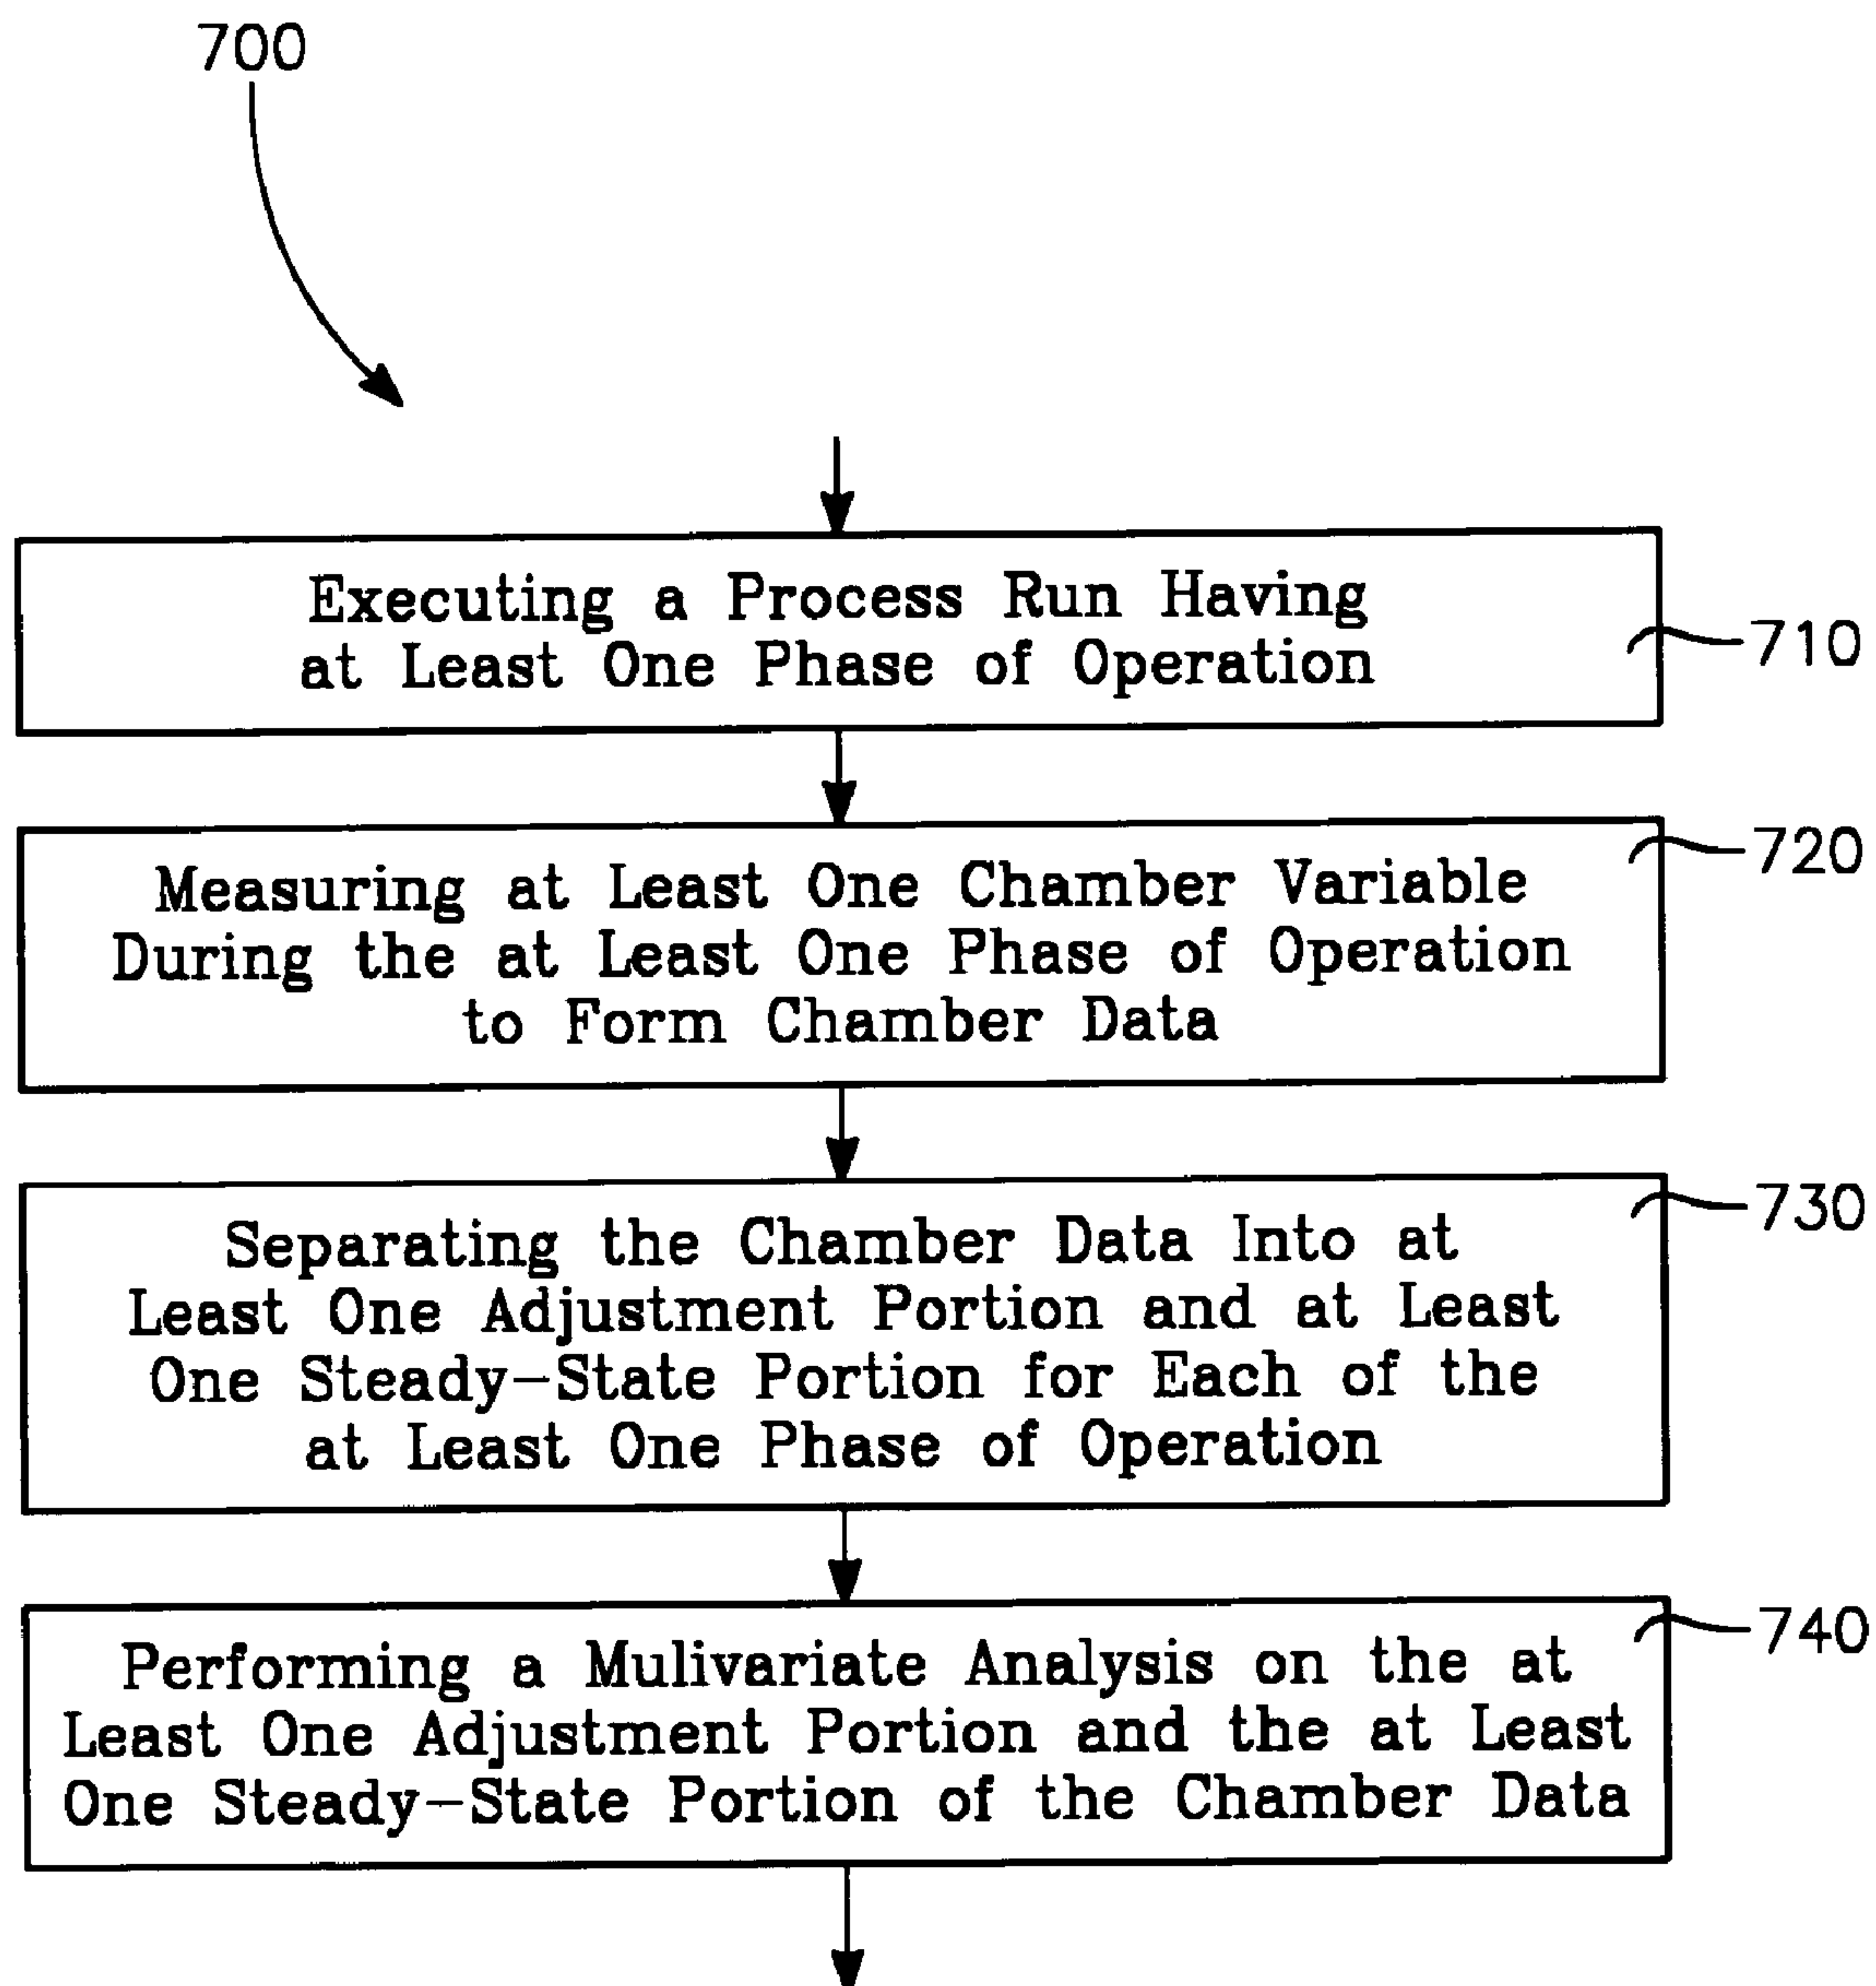 700
Executing a Process Run Having
at Least One Phase of Operation
710
Measuring at Least One Chamber Variable
During the at Least One Phase of Operation
to Form Chamber Data
720
Separating the Chamber Data Into at
Least One Adjustment Portion and at Least
One Steady-State Portion for Each of the
at Least One Phase of Operation
730
Performing a Mulivariate Analysis on the at
Least One Adjustment Portion and the at Least
One Steady-State Portion of the Chamber Data
740